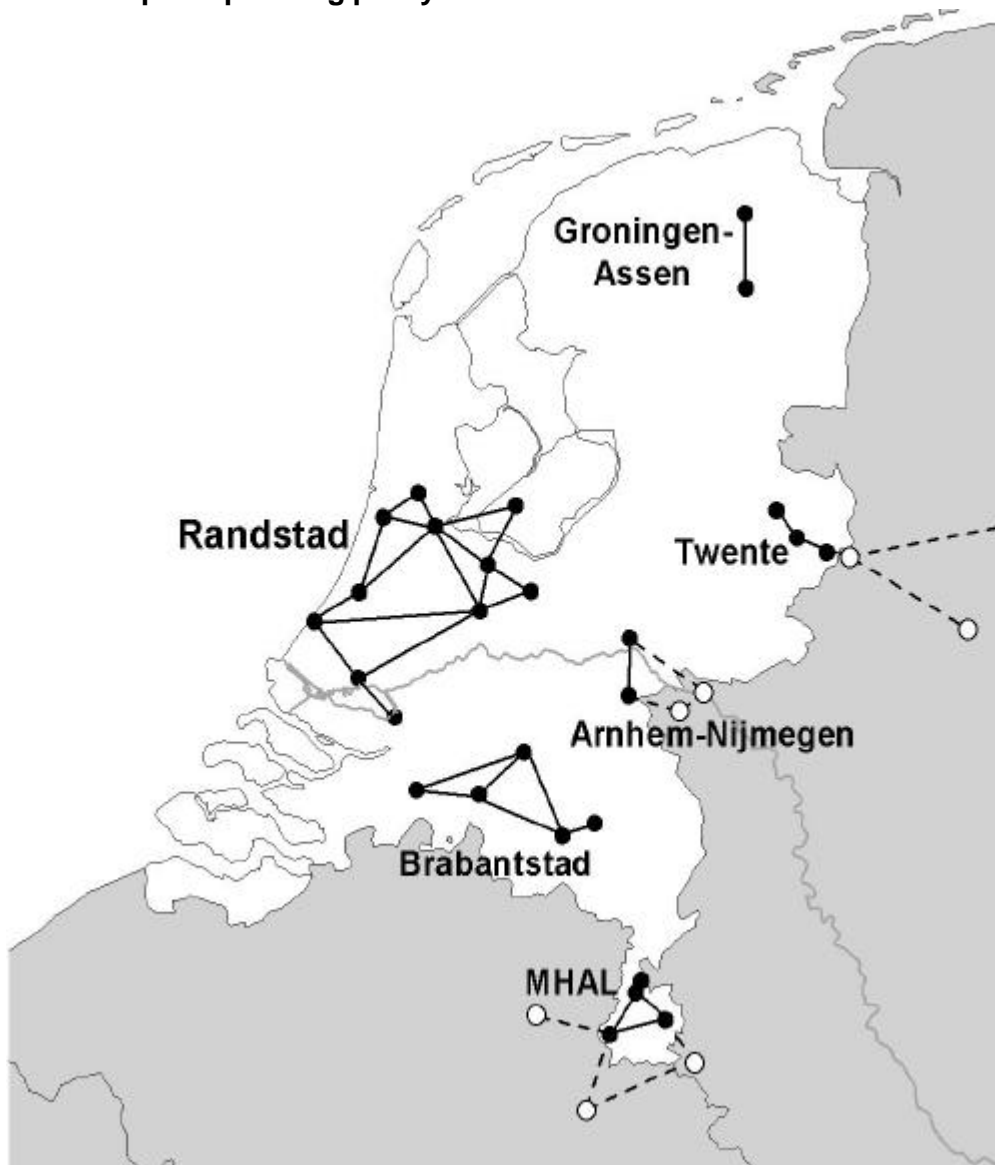 Groningen-
Assen
Randstad
Twente
Arnhem-Nijmegen
Brabantstad
MHAL